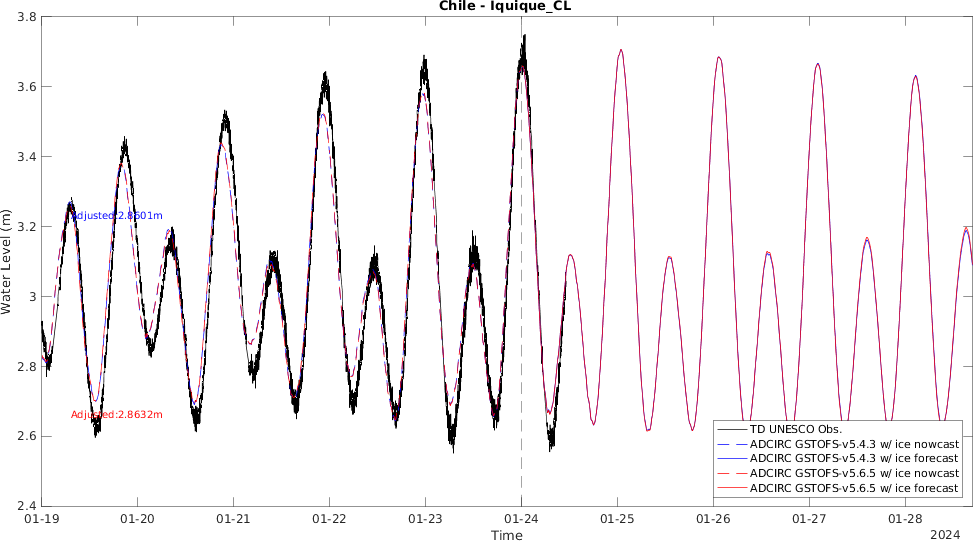 Chile - Iquique_CL
3.8
3.6
3.4
3.2
3
2.8
2.6
2.4
Water Level (m)
Adjusted:2.8601m
Adjusted:2.8632m
TD UNESCO Obs.
ADCIRC GSTOFS-v5.4.3 w/ ice nowcast
ADCIRC GSTOFS-v5.4.3 w/ ice forecast
ADCIRC GSTOFS-v5.6.5 w/ ice nowcast
ADCIRC GSTOFS-v5.6.5 w/ ice forecast
01-19 01-20 01-21 01-22 01-23 01-24 01-25 01-26 01-27 01-28
Time
2024